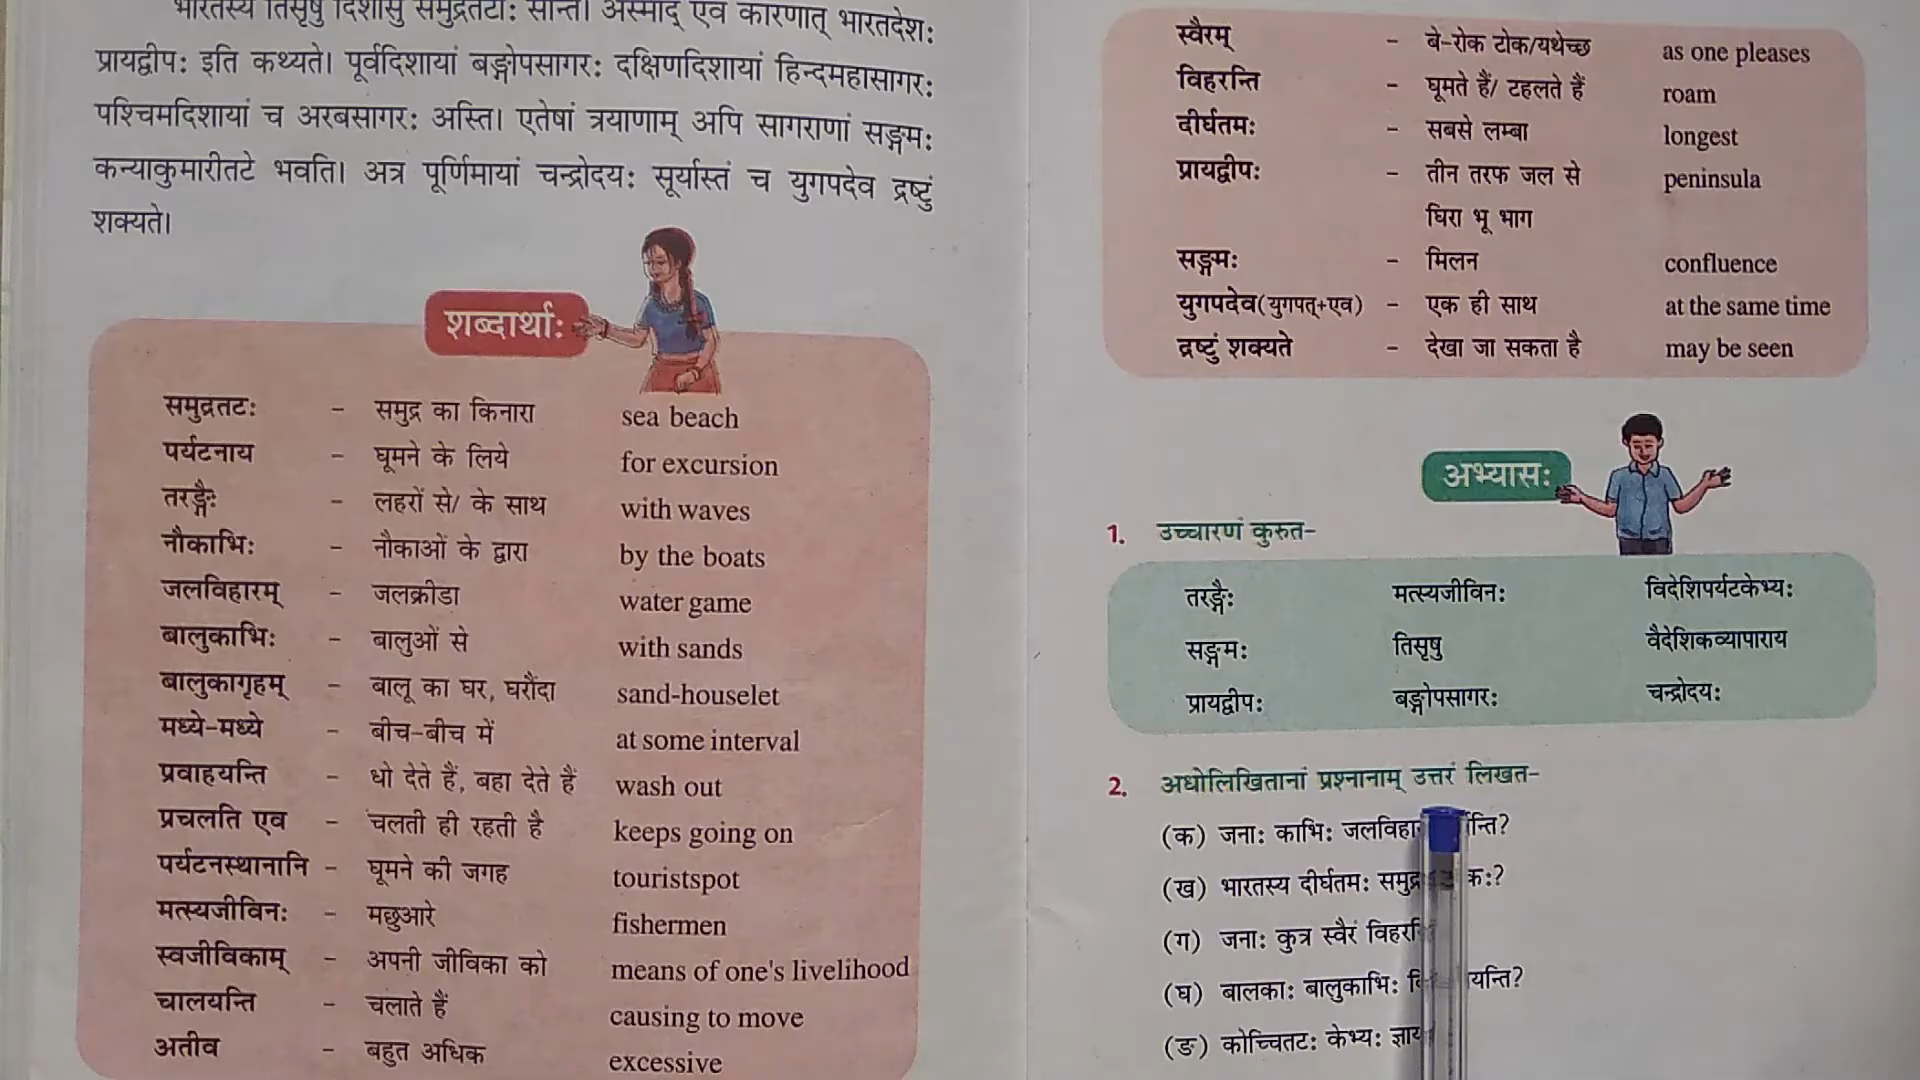 भारतस्य तिसृषु दिशासु समुद्रतटाः सन्ति। अस्माद् एव कारणात् भारतदेशः
प्रायद्वीपः इति कथ्यते। पूर्वदिशायां बङ्गोपसागरः दक्षिणदिशायां हिन्दमहासागरः
पश्चिमदिशायां च अरबसागरः अस्ति। एतेषां त्रयाणाम् अपि सागराणां सङ्गमः
कन्याकुमारीतटे भवति। अत्र पूर्णिमायां चन्द्रोदयः सूर्यास्तं च युगपदेव द्रष्टुं
शक्यते।
शब्दार्थाः
समुद्रतटः – समुद्र का किनारा sea beach
पर्यटनाय – घूमने के लिये for excursion
तरङ्गैः – लहरों से/ के साथ with waves
नौकाभिः – नौकाओं के द्वारा by the boats
जलविहारम् – जलक्रीडा water game
बालुकाभिः – बालुओं से with sands
बालुकागृहम् – बालू का घर, घरौंदा sand-houselet
मध्ये-मध्ये – बीच-बीच में at some interval
प्रवाहयन्ति – धो देते हैं, बहा देते हैं wash out
प्रचलति एव – चलती ही रहती है keeps going on
पर्यटनस्थानानि – घूमने की जगह touristspot
मत्स्यजीविनः – मछुआरे fishermen
स्वजीविकाम् – अपनी जीविका को means of one's livelihood
चालयन्ति – चलाते हैं causing to move
अतीव – बहुत अधिक excessive
स्वैरम् – बे-रोक टोक/यथेच्छ as one pleases
विहरन्ति – घूमते हैं/ टहलते हैं roam
दीर्घतमः – सबसे लम्बा longest
प्रायद्वीपः – तीन तरफ जल से peninsula
घिरा भू भाग
सङ्गमः – मिलन confluence
युगपदेव(युगपत्+एव) – एक ही साथ at the same time
द्रष्टुं शक्यते – देखा जा सकता है may be seen
अभ्यासः
1. उच्चारणं कुरुत–
तरङ्गैः मत्स्यजीविनः विदेशिपर्यटकेभ्यः
सङ्गमः तिसृषु वैदेशिकव्यापाराय
प्रायद्वीपः बङ्गोपसागरः चन्द्रोदयः
2. अधोलिखितानां प्रश्नानाम् उत्तरं लिखत–
(क) जनाः काभिः
(ख) भारतस्य दीर्घतमः कः?
(ग) जनाः कुत्र स्वैरं
(घ) बालकाः बालुकाभिः
(ङ) कोच्चितटः केभ्यः